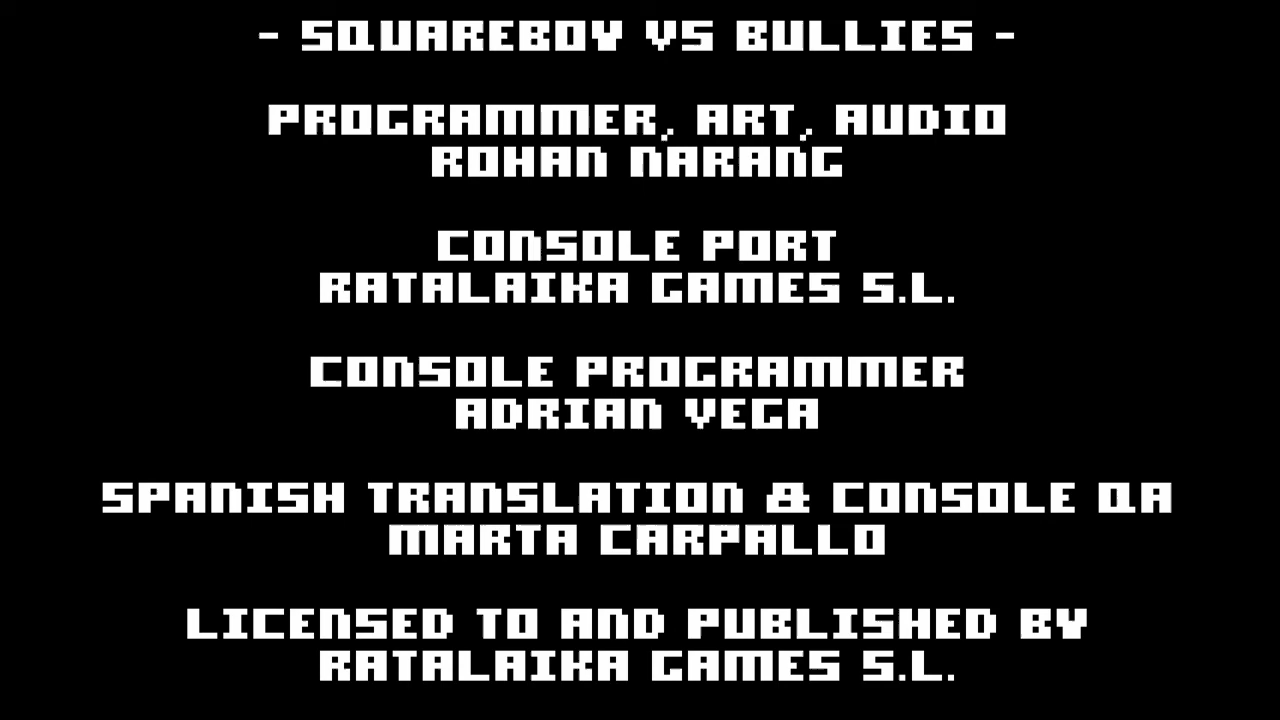 - SQUAREBOY VS BULLIES -
PROGRAMMER, ART, AUDIO
ROHAN NARANG
CONSOLE PORT
RATALAIKA GAMES S.L.
CONSOLE PROGRAMMER
ADRIAN VEGA
SPANISH TRANSLATION & CONSOLE QA
MARTA CARPALLO
LICENSED TO AND PUBLISHED BY
RATALAIKA GAMES S.L.